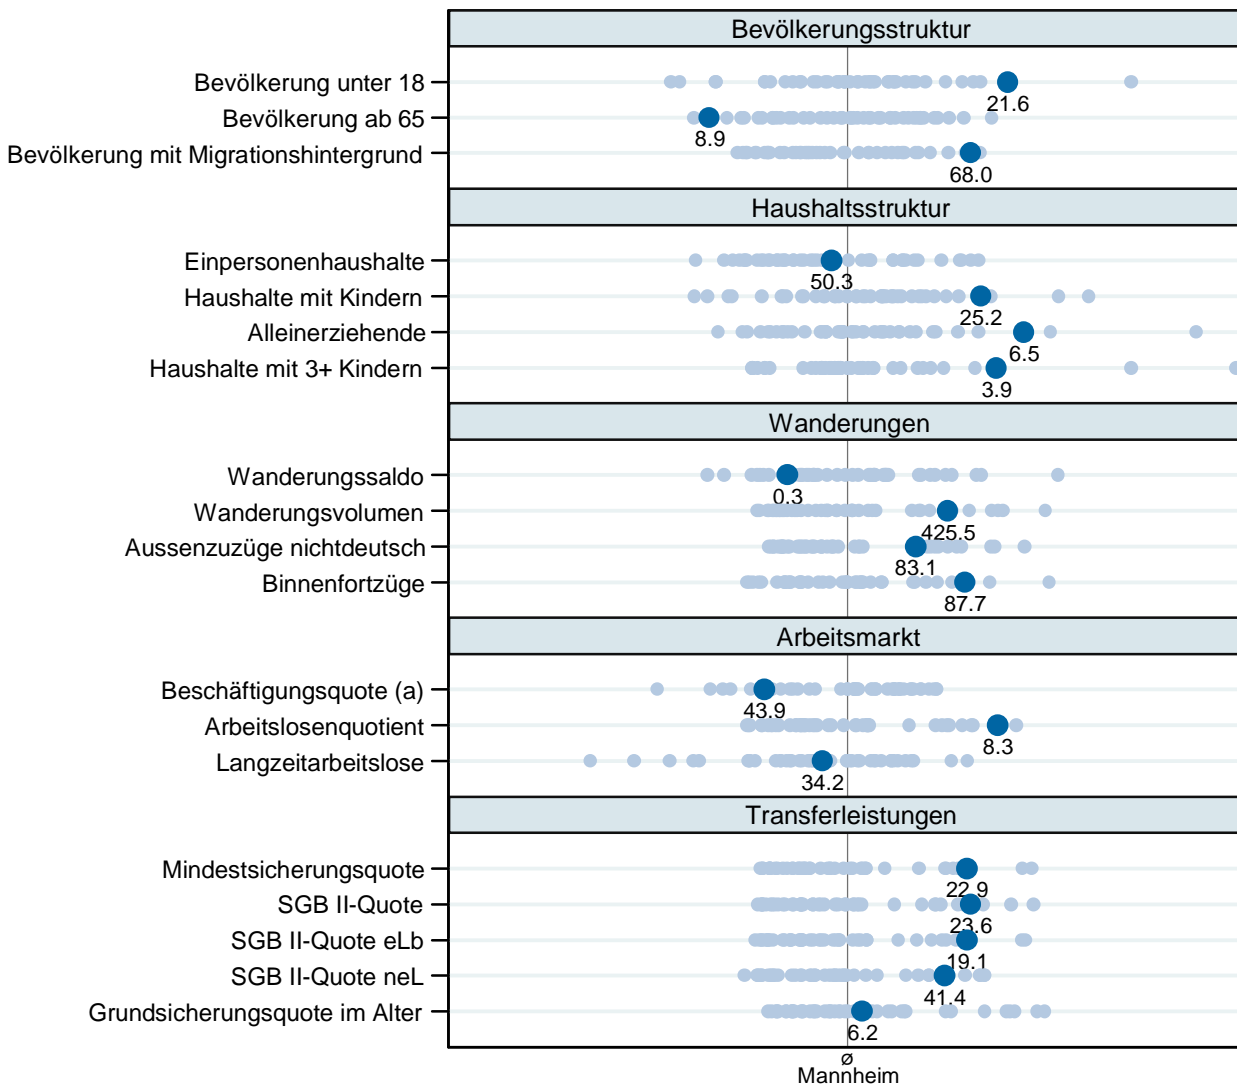 Bevölkerungsstruktur
Bevölkerung unter 18
21.6
Bevölkerung ab 65
8.9
Bevölkerung mit Migrationshintergrund
68.0
Haushaltsstruktur
Einpersonenhaushalte
50.3
Haushalte mit Kindern
25.2
Alleinerziehende
6.5
Haushalte mit 3+ Kindern
3.9
Wanderungen
Wanderungssaldo
0.3
Wanderungsvolumen
425.5
Aussenzuzüge nichtdeutsch
83.1
Binnenfortzüge
87.7
Arbeitsmarkt
Beschäftigungsquote (a)
43.9
Arbeitslosenquotient
8.3
Langzeitarbeitslose
34.2
Transferleistungen
Mindestsicherungsquote
22.9
SGB II-Quote
23.6
SGB II-Quote eLb
19.1
SGB II-Quote neL
41.4
Grundsicherungsquote im Alter
6.2
ø
Mannheim